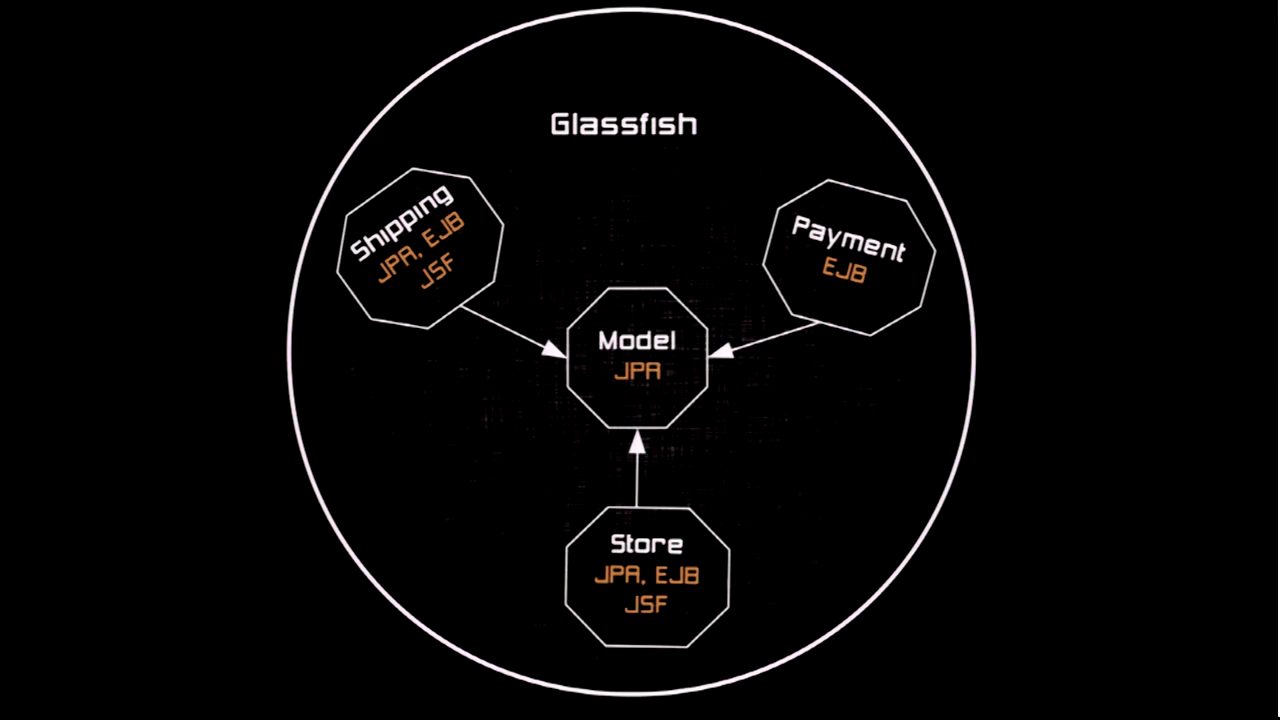 Glassfish
Shipping
JPA, EJB
JSF
Payment
EJB
Model
JPA
Store
JPA, EJB
JSF